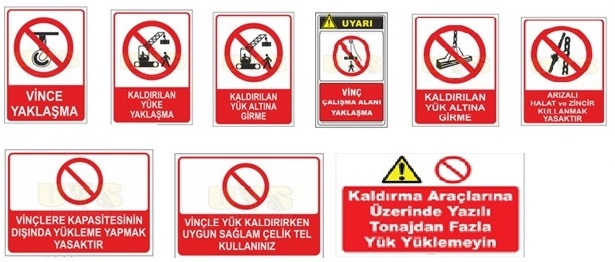 VİNCE
YAKLAŞMA
KALDIRILAN
YÜKE
YAKLAŞMA
KALDIRILAN
YÜK ALTINA
GİRME
UYARI
VİNÇ
ÇALIŞMA ALANI
YAKLAŞMA
KALDIRILAN
YÜK ALTINA
GİRME
ARIZALI
HALAT ve ZİNCİR
KULLANMAK
YASAKTIR
VİNÇLERE KAPASİTESİNİN
DIŞINDA YÜKLEME YAPMAK
YASAKTIR
VİNÇLE YÜK KALDIRIRKEN
UYGUN SAĞLAM ÇELİK TEL
KULLANINIZ
Kaldırma Araçlarına
Üzerinde Yazılı
Tonajdan Fazla
Yük Yüklemeyin